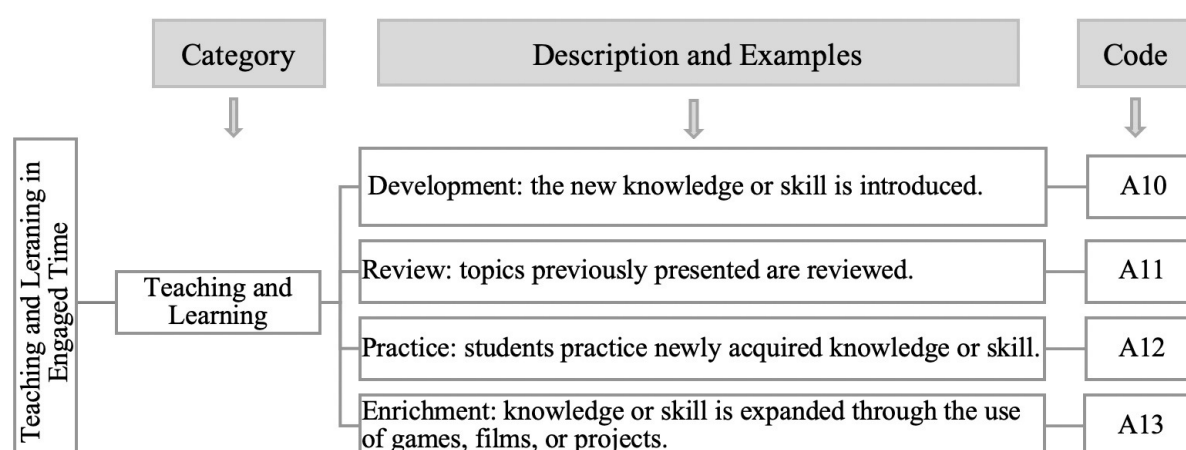 Category
Description and Examples
Code
Teaching and Leraning in
Engaged Time
Teaching and
Learning
Development: the new knowledge or skill is introduced.
A10
Review: topics previously presented are reviewed.
A11
Practice: students practice newly acquired knowledge or skill.
A12
Enrichment: knowledge or skill is expanded through the use
of games, films, or projects.
A13